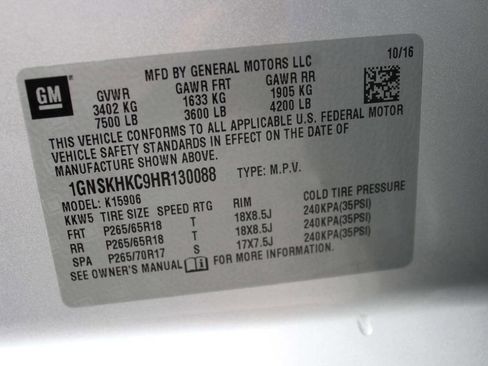 GM
MFD BY GENERAL MOTORS LLC
10/16
GVWR GAWR FRT GAWR RR
3402 KG 1633 KG 1905 KG
7500 LB 3600 LB 4200 LB
THIS VEHICLE CONFORMS TO ALL APPLICABLE U.S. FEDERAL MOTOR
VEHICLE SAFETY STANDARDS IN EFFECT ON THE DATE OF
MANUFACTURE SHOWN ABOVE.
1GNSKHKC9HR130088 TYPE: M.P.V.
MODEL: K15906
KKW5 TIRE SIZE SPEED RTG RIM COLD TIRE PRESSURE
FRT P265/65R18 T 18X8.5J 240KPA(35PSI)
RR P265/65R18 T 18X8.5J 240KPA(35PSI)
SPA P265/70R17 S 17X7.5J 240KPA(35PSI)
SEE OWNER'S MANUAL FOR MORE INFORMATION.